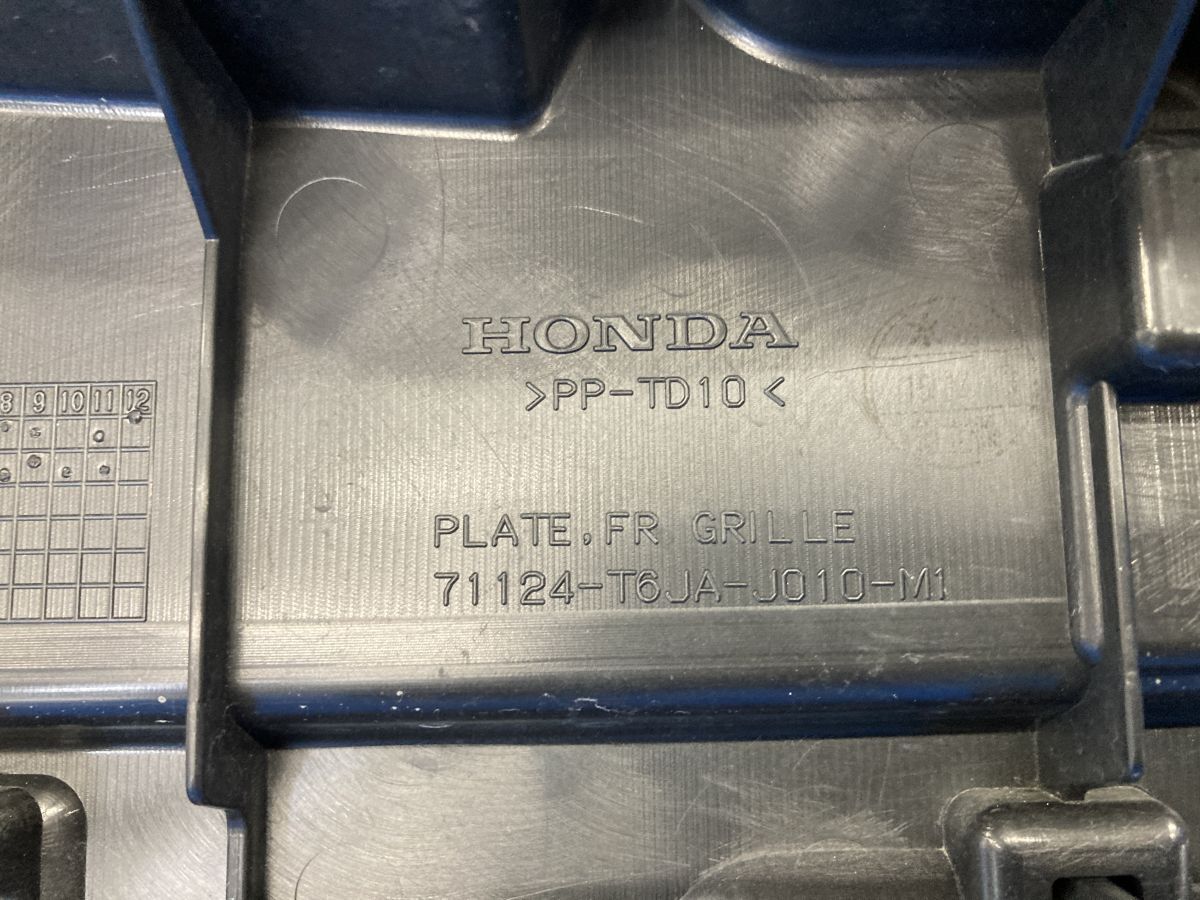 HONDA
>PP-TD10<
8 9 10 11 12
PLATE, FR GRILLE
71124-T6JA-J010-M1